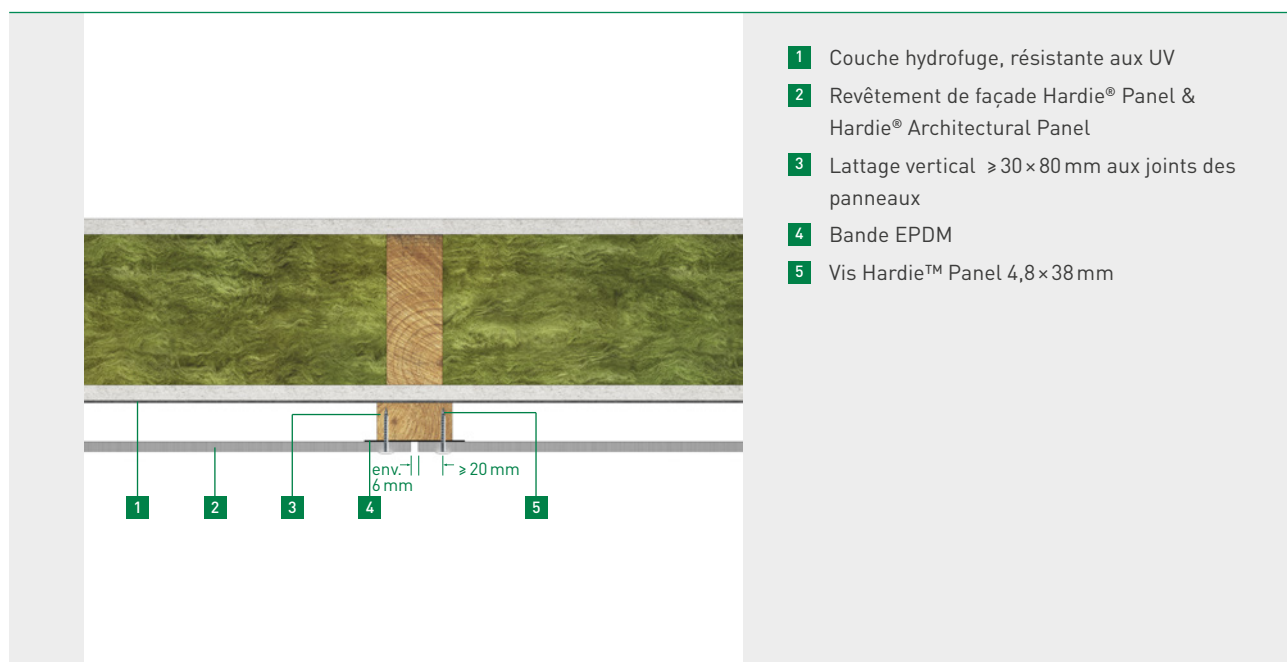 1 Couche hydrofuge, résistante aux UV
2 Revêtement de façade Hardie® Panel &
Hardie® Architectural Panel
3 Lattage vertical ≥ 30 × 80 mm aux joints des
panneaux
4 Bande EPDM
5 Vis Hardie™ Panel 4,8 × 38 mm
env.
6 mm
≥ 20 mm
1 2 3 4 5